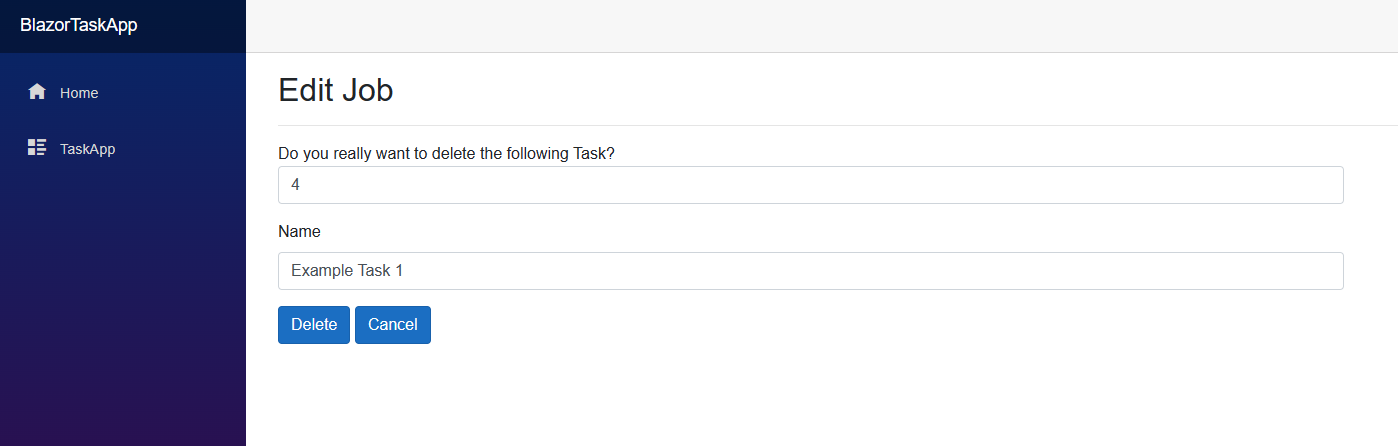 BlazorTaskApp
Home
TaskApp
Edit Job
Do you really want to delete the following Task?
4
Name
Example Task 1
Delete Cancel